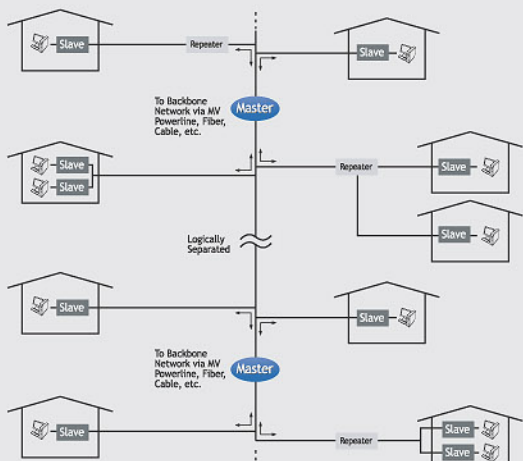 Slave
Repeater
Slave
To Backbone
Network via MV
Powerline, Fiber,
Cable, etc.
Master
Slave
Slave
Repeater
Slave
Slave
Logically
Separated
Slave
Slave
To Backbone
Network via MV
Powerline, Fiber,
Cable, etc.
Master
Slave
Repeater
Slave
Slave